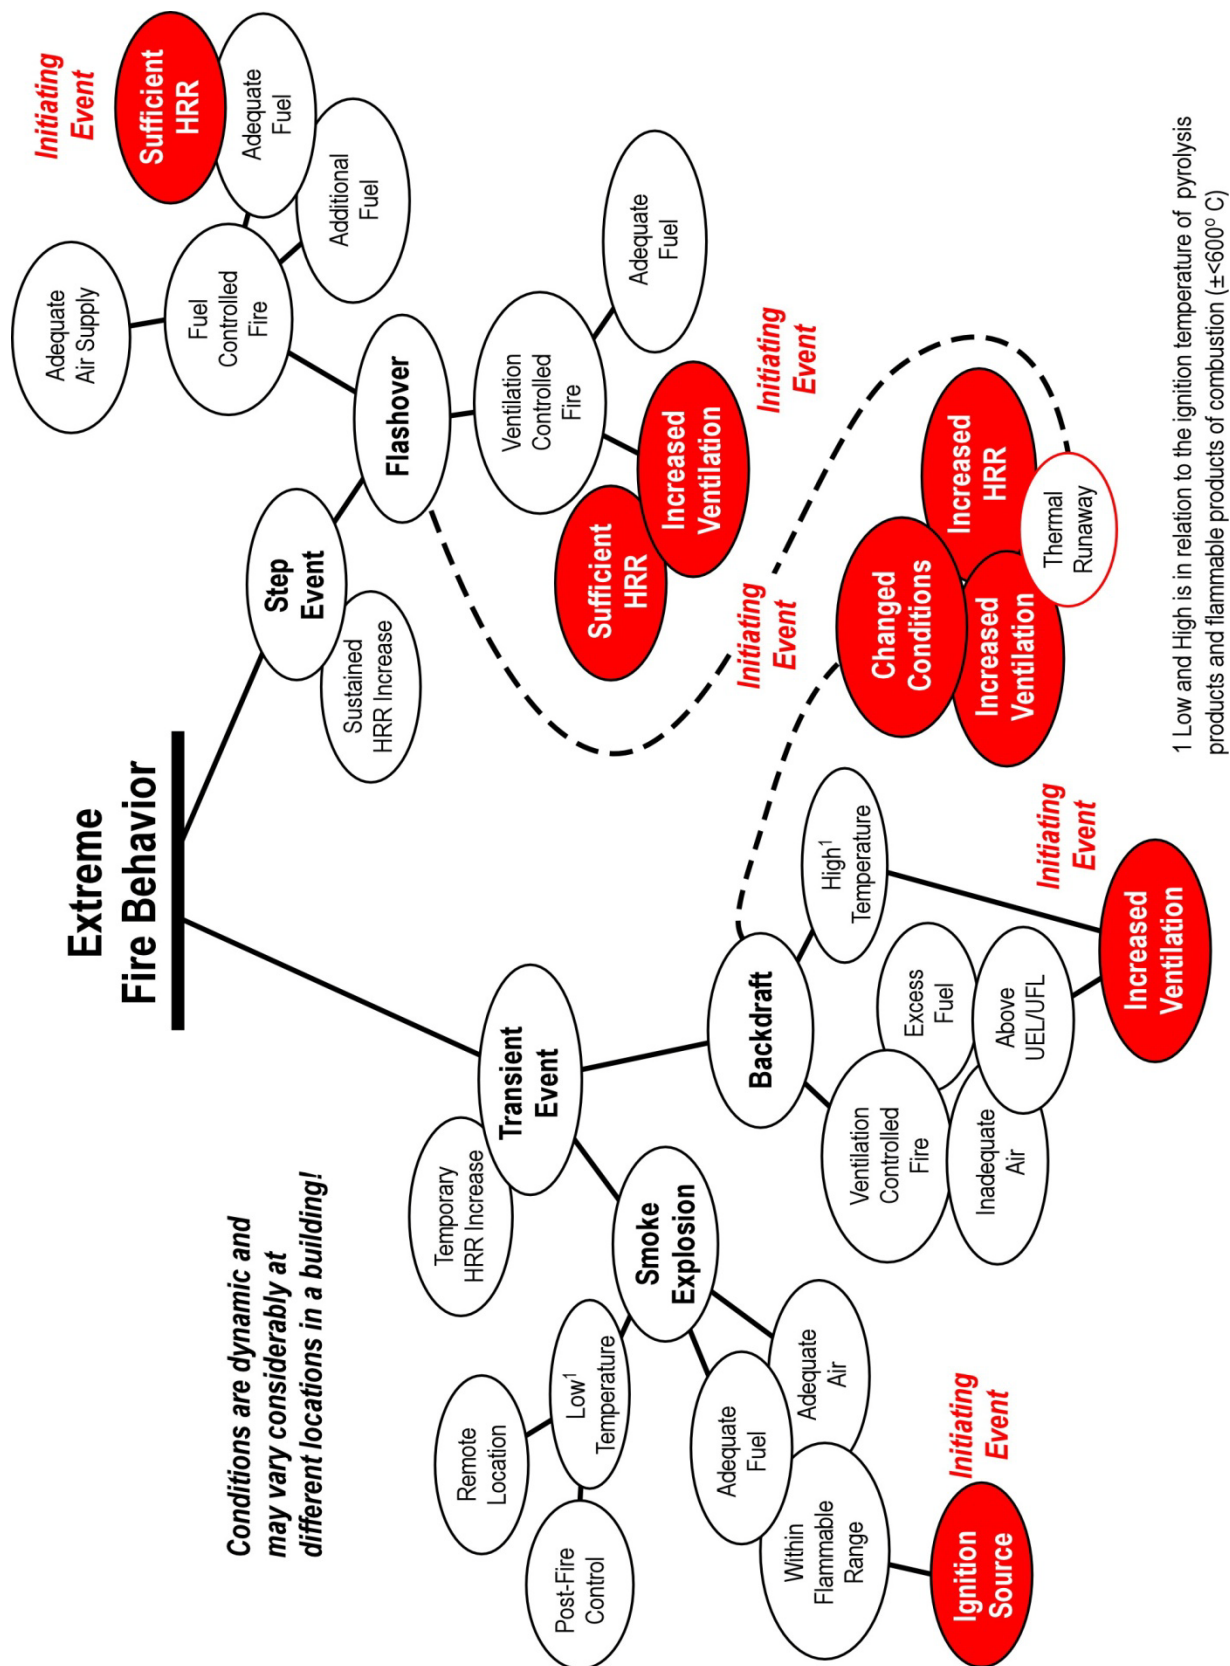 Extreme
Fire Behavior
Conditions are dynamic and
may vary considerably at
different locations in a building!
Transient
Event
Temporary
HRR Increase
Smoke
Explosion
Low¹
Temperature
Remote
Location
Post-Fire
Control
Adequate
Fuel
Adequate
Air
Within
Flammable
Range
Ignition
Source
Initiating
Event
Backdraft
Ventilation
Controlled
Fire
Excess
Fuel
Inadequate
Air
Above
UEL/UFL
High¹
Temperature
Increased
Ventilation
Initiating
Event
Step
Event
Sustained
HRR Increase
Flashover
Fuel
Controlled
Fire
Adequate
Air Supply
Additional
Fuel
Adequate
Fuel
Sufficient
HRR
Initiating
Event
Ventilation
Controlled
Fire
Adequate
Fuel
Sufficient
HRR
Increased
Ventilation
Initiating
Event
Initiating
Event
Changed
Conditions
Increased
Ventilation
Increased
HRR
Thermal
Runaway
1 Low and High is in relation to the ignition temperature of pyrolysis
products and flammable products of combustion (±<600º C)